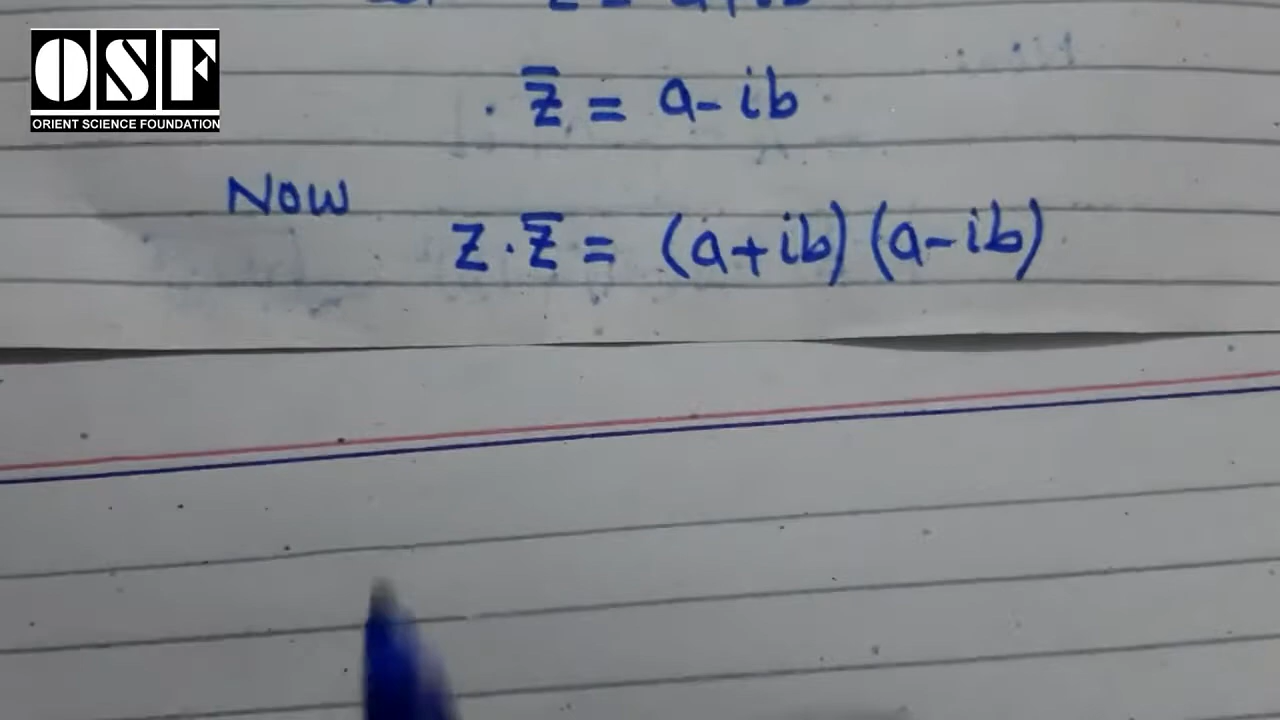 OSF
ORIENT SCIENCE FOUNDATION
z̄ = a - ib
Now
z · z̄ = (a + ib) (a - ib)